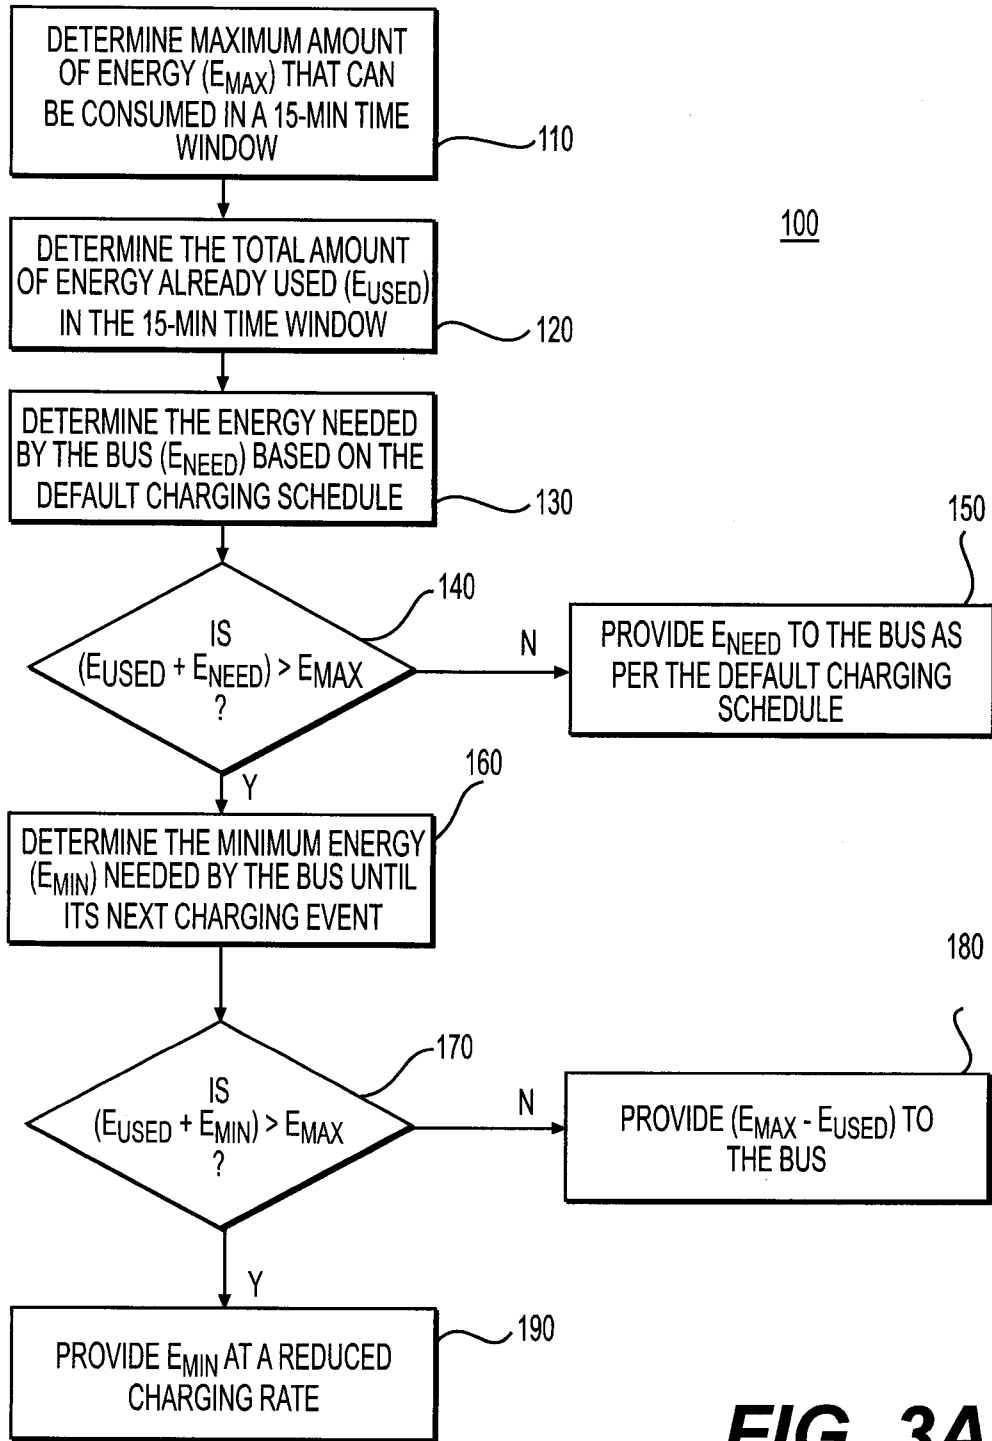 DETERMINE MAXIMUM AMOUNT
OF ENERGY (EMAX) THAT CAN
BE CONSUMED IN A 15-MIN TIME
WINDOW
110
100
DETERMINE THE TOTAL AMOUNT
OF ENERGY ALREADY USED (EUSED)
IN THE 15-MIN TIME WINDOW
120
DETERMINE THE ENERGY NEEDED
BY THE BUS (ENEED) BASED ON THE
DEFAULT CHARGING SCHEDULE
130
IS
(EUSED + ENEED) > EMAX
?
140
N
150
PROVIDE ENEED TO THE BUS AS
PER THE DEFAULT CHARGING
SCHEDULE
Y
160
DETERMINE THE MINIMUM ENERGY
(EMIN) NEEDED BY THE BUS UNTIL
ITS NEXT CHARGING EVENT
IS
(EUSED + EMIN) > EMAX
?
170
N
180
PROVIDE (EMAX - EUSED) TO
THE BUS
Y
PROVIDE EMIN AT A REDUCED
CHARGING RATE
190
FIG. 3A